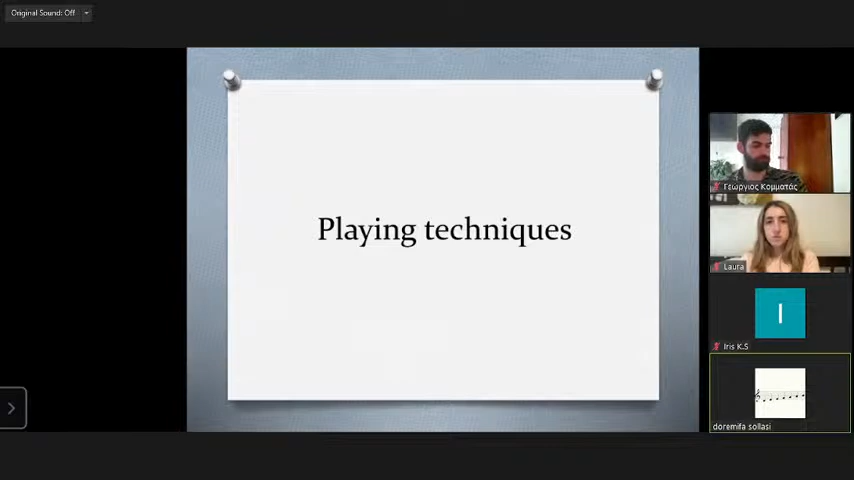 Original Sound: Off
Playing techniques
Γεώργιος Κομματάς
Laura
I
Iris K.S
doremifa sollasi